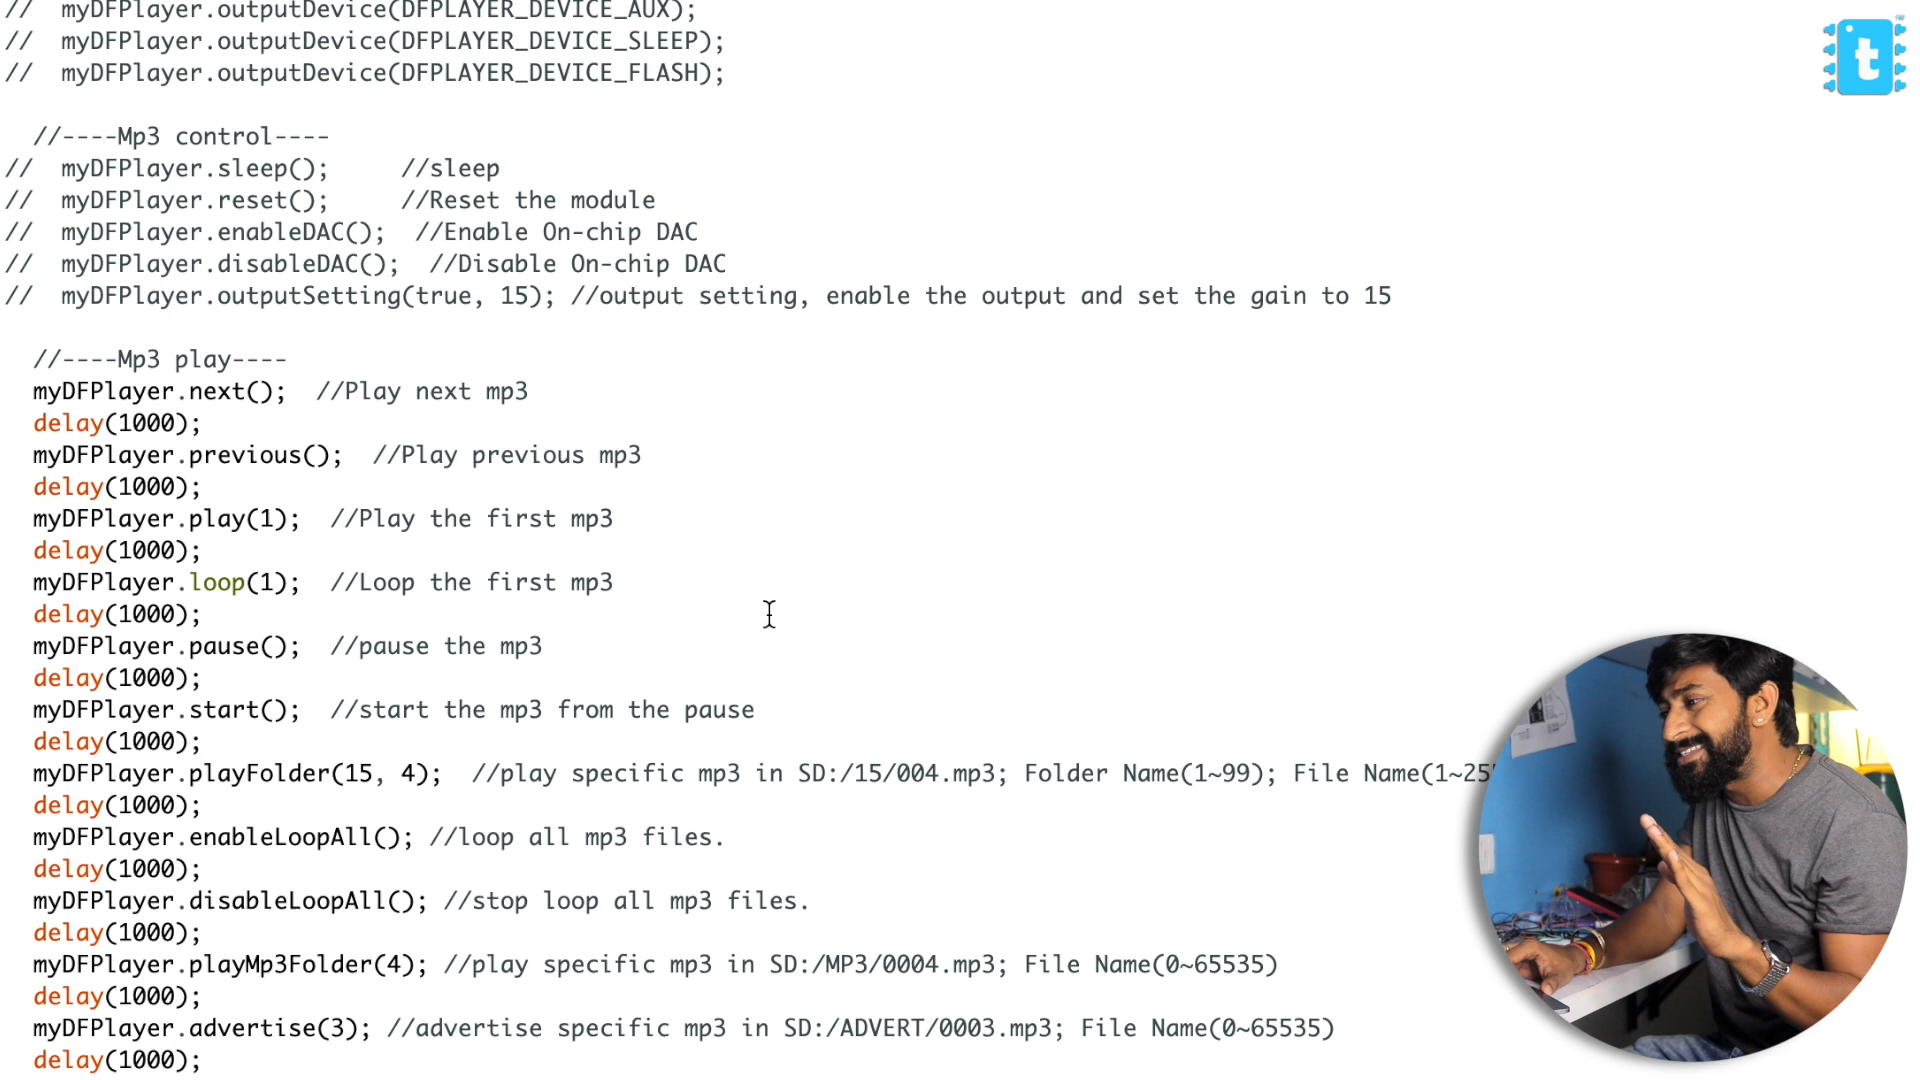 //  myDFPlayer.outputDevice(DFPLAYER_DEVICE_AUX);
//  myDFPlayer.outputDevice(DFPLAYER_DEVICE_SLEEP);
//  myDFPlayer.outputDevice(DFPLAYER_DEVICE_FLASH);
//----Mp3 control----
//  myDFPlayer.sleep();     //sleep
//  myDFPlayer.reset();     //Reset the module
//  myDFPlayer.enableDAC();  //Enable On-chip DAC
//  myDFPlayer.disableDAC();  //Disable On-chip DAC
//  myDFPlayer.outputSetting(true, 15); //output setting, enable the output and set the gain to 15
//----Mp3 play----
myDFPlayer.next();  //Play next mp3
delay(1000);
myDFPlayer.previous();  //Play previous mp3
delay(1000);
myDFPlayer.play(1);  //Play the first mp3
delay(1000);
myDFPlayer.loop(1);  //Loop the first mp3
delay(1000);
myDFPlayer.pause();  //pause the mp3
delay(1000);
myDFPlayer.start();  //start the mp3 from the pause
delay(1000);
myDFPlayer.playFolder(15, 4);  //play specific mp3 in SD:/15/004.mp3; Folder Name(1~99); File Name(1~25
delay(1000);
myDFPlayer.enableLoopAll(); //loop all mp3 files.
delay(1000);
myDFPlayer.disableLoopAll(); //stop loop all mp3 files.
delay(1000);
myDFPlayer.playMp3Folder(4); //play specific mp3 in SD:/MP3/0004.mp3; File Name(0~65535)
delay(1000);
myDFPlayer.advertise(3); //advertise specific mp3 in SD:/ADVERT/0003.mp3; File Name(0~65535)
delay(1000);
t